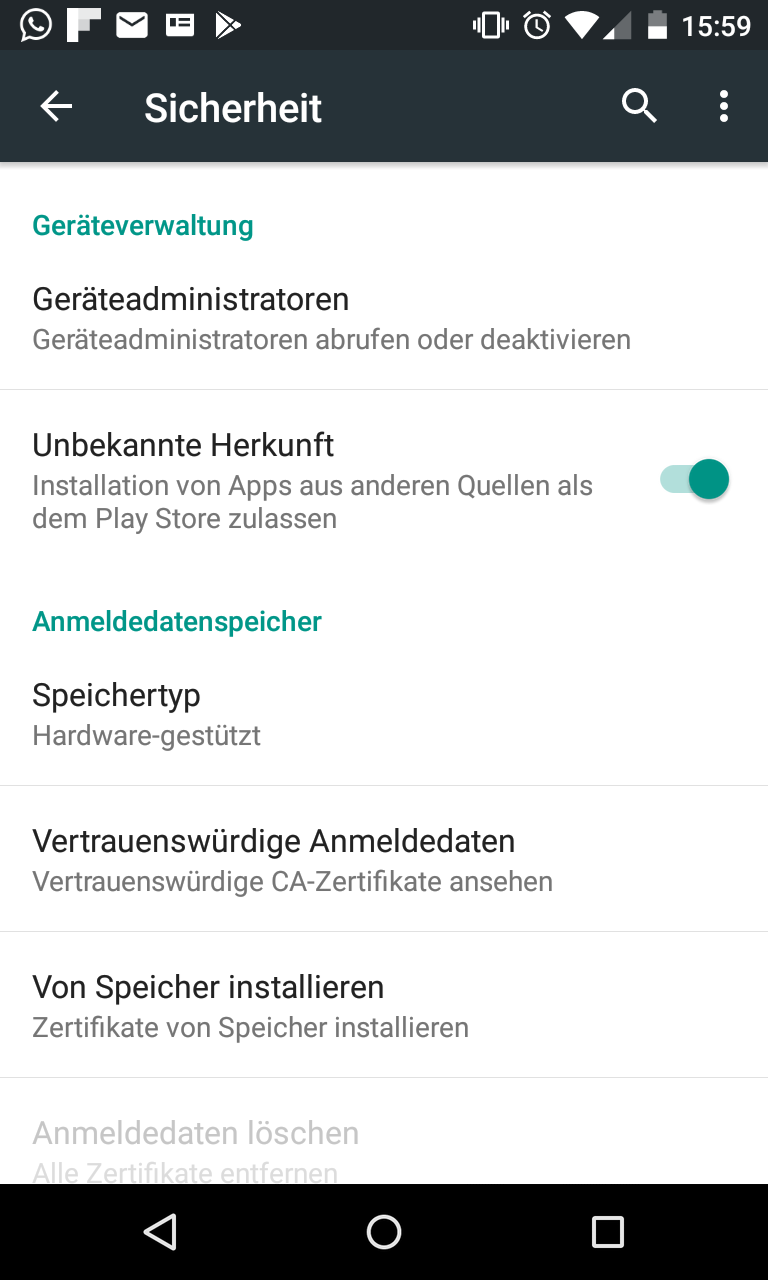 15:59
Sicherheit
Geräteverwaltung
Geräteadministratoren
Geräteadministratoren abrufen oder deaktivieren
Unbekannte Herkunft
Installation von Apps aus anderen Quellen als
dem Play Store zulassen
Anmeldedatenspeicher
Speichertyp
Hardware-gestützt
Vertrauenswürdige Anmeldedaten
Vertrauenswürdige CA-Zertifikate ansehen
Von Speicher installieren
Zertifikate von Speicher installieren
Anmeldedaten löschen
Alle Zertifikate entfernen